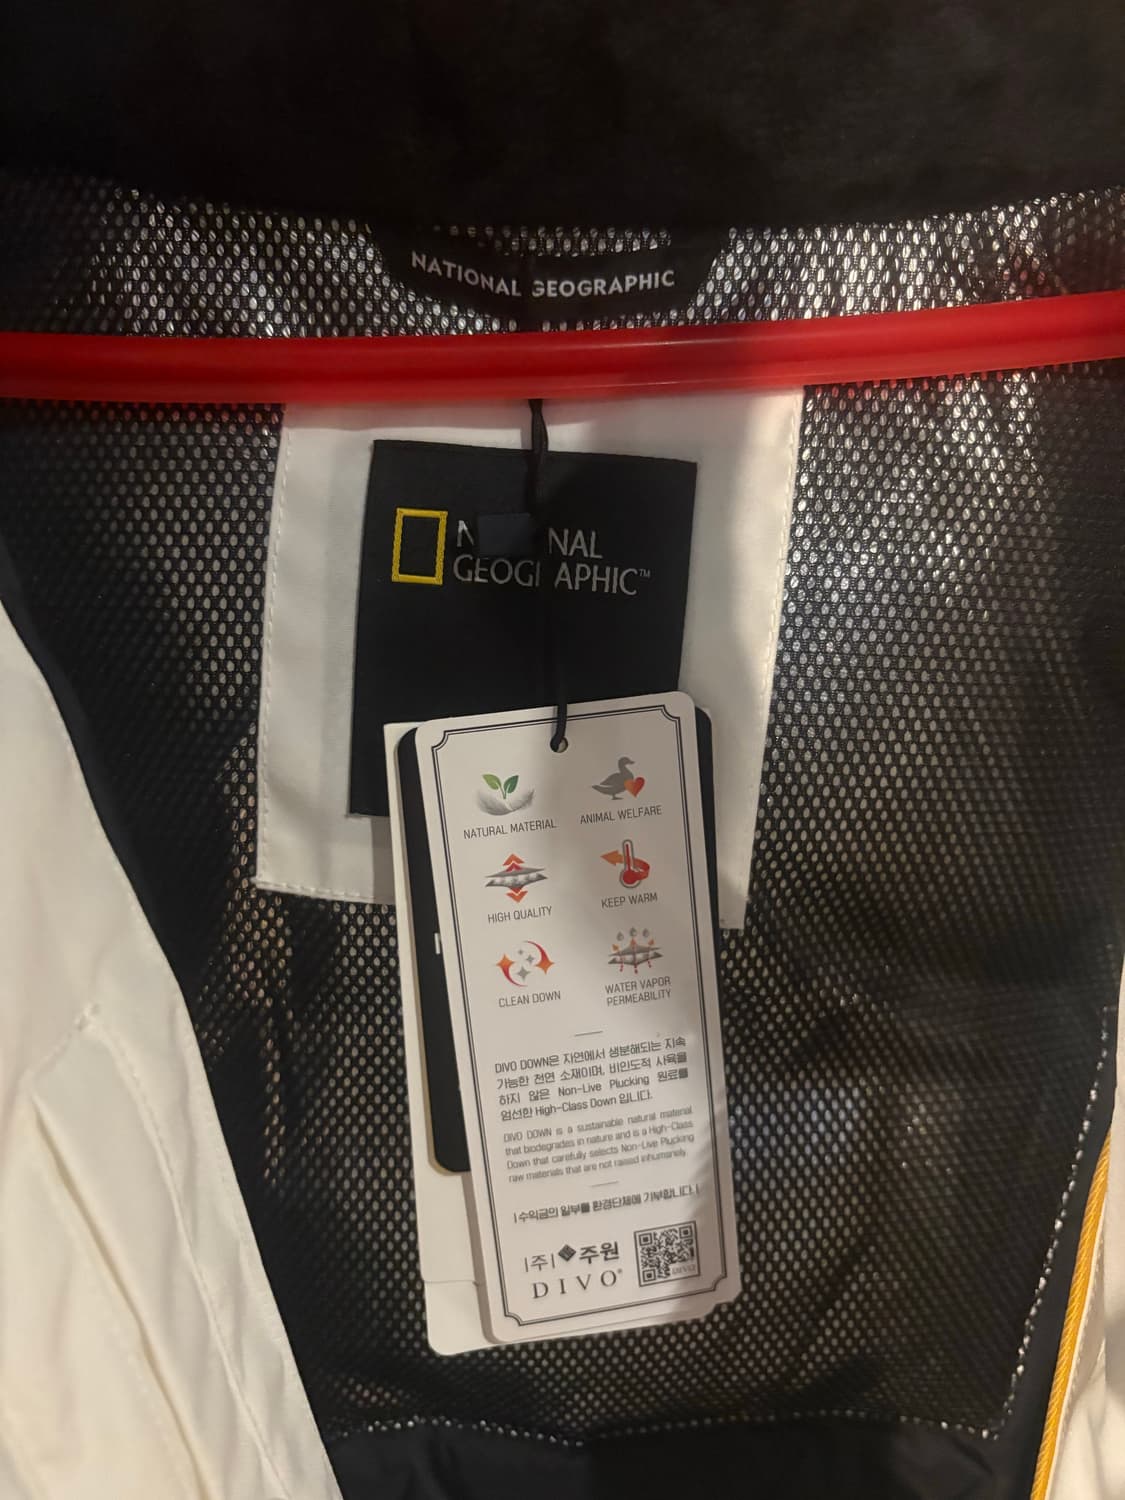 NATIONAL GEOGRAPHIC
NAL
GEOGRAPHIC™
NATURAL MATERIAL
ANIMAL WELFARE
HIGH QUALITY
KEEP WARM
CLEAN DOWN
WATER VAPOR
PERMEABILITY
DIVO DOWN은 자연에서 생분해되는 지속
가능한 천연 소재이며, 비인도적 사육을
하지 않은 Non-Live Plucking 원료를
엄선한 High-Class Down 입니다.
DIVO DOWN is a sustainable natural material
that biodegrades in nature and is a High-Class
Down that carefully selects Non-Live Plucking
raw materials that are not raised inhumanely.
| 수익금의 일부를 환경단체에 기부합니다. |
|주| 주원
DIVO®
DIVO